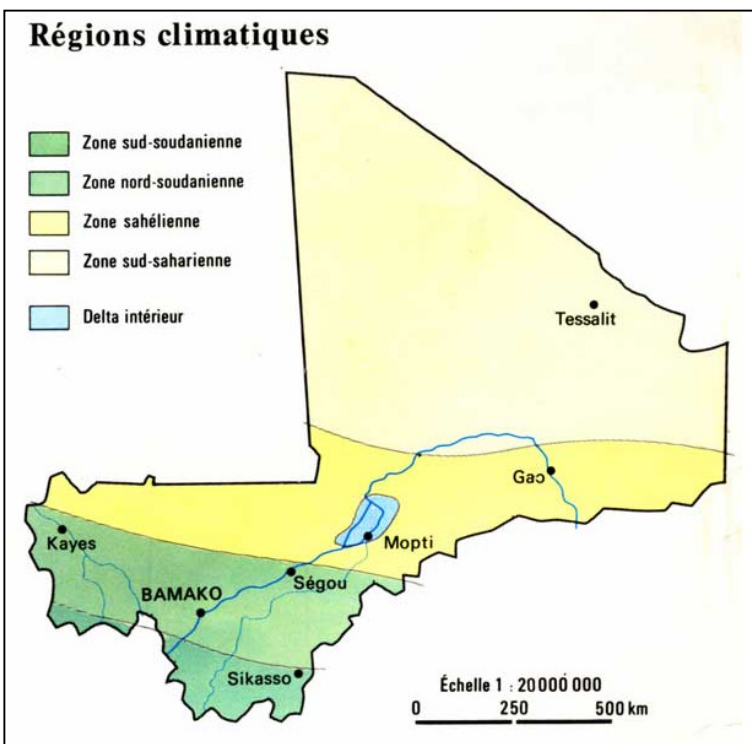 Régions climatiques
Zone sud-soudanienne
Zone nord-soudanienne
Zone sahélienne
Zone sud-saharienne
Delta intérieur
Tessalit
Gao
Mopti
Kayes
Ségou
BAMAKO
Sikasso
Échelle 1 : 20 000 000
0 250 500 km